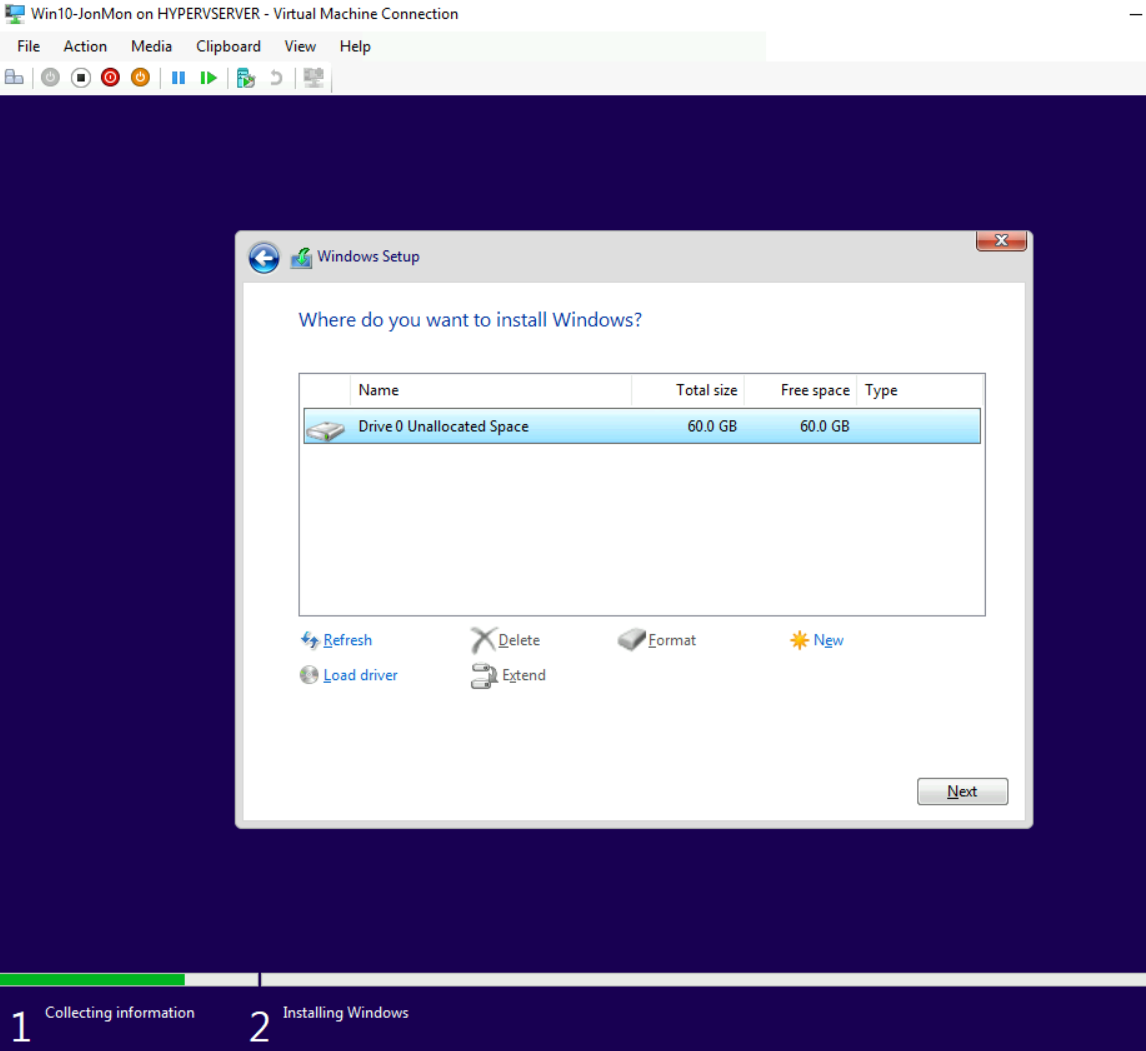 Win10-JonMon on HYPERVSERVER - Virtual Machine Connection
File Action Media Clipboard View Help
Windows Setup
Where do you want to install Windows?
Name Total size Free space Type
Drive 0 Unallocated Space 60.0 GB 60.0 GB
Refresh Delete Format New
Load driver Extend
Next
1 Collecting information 2 Installing Windows